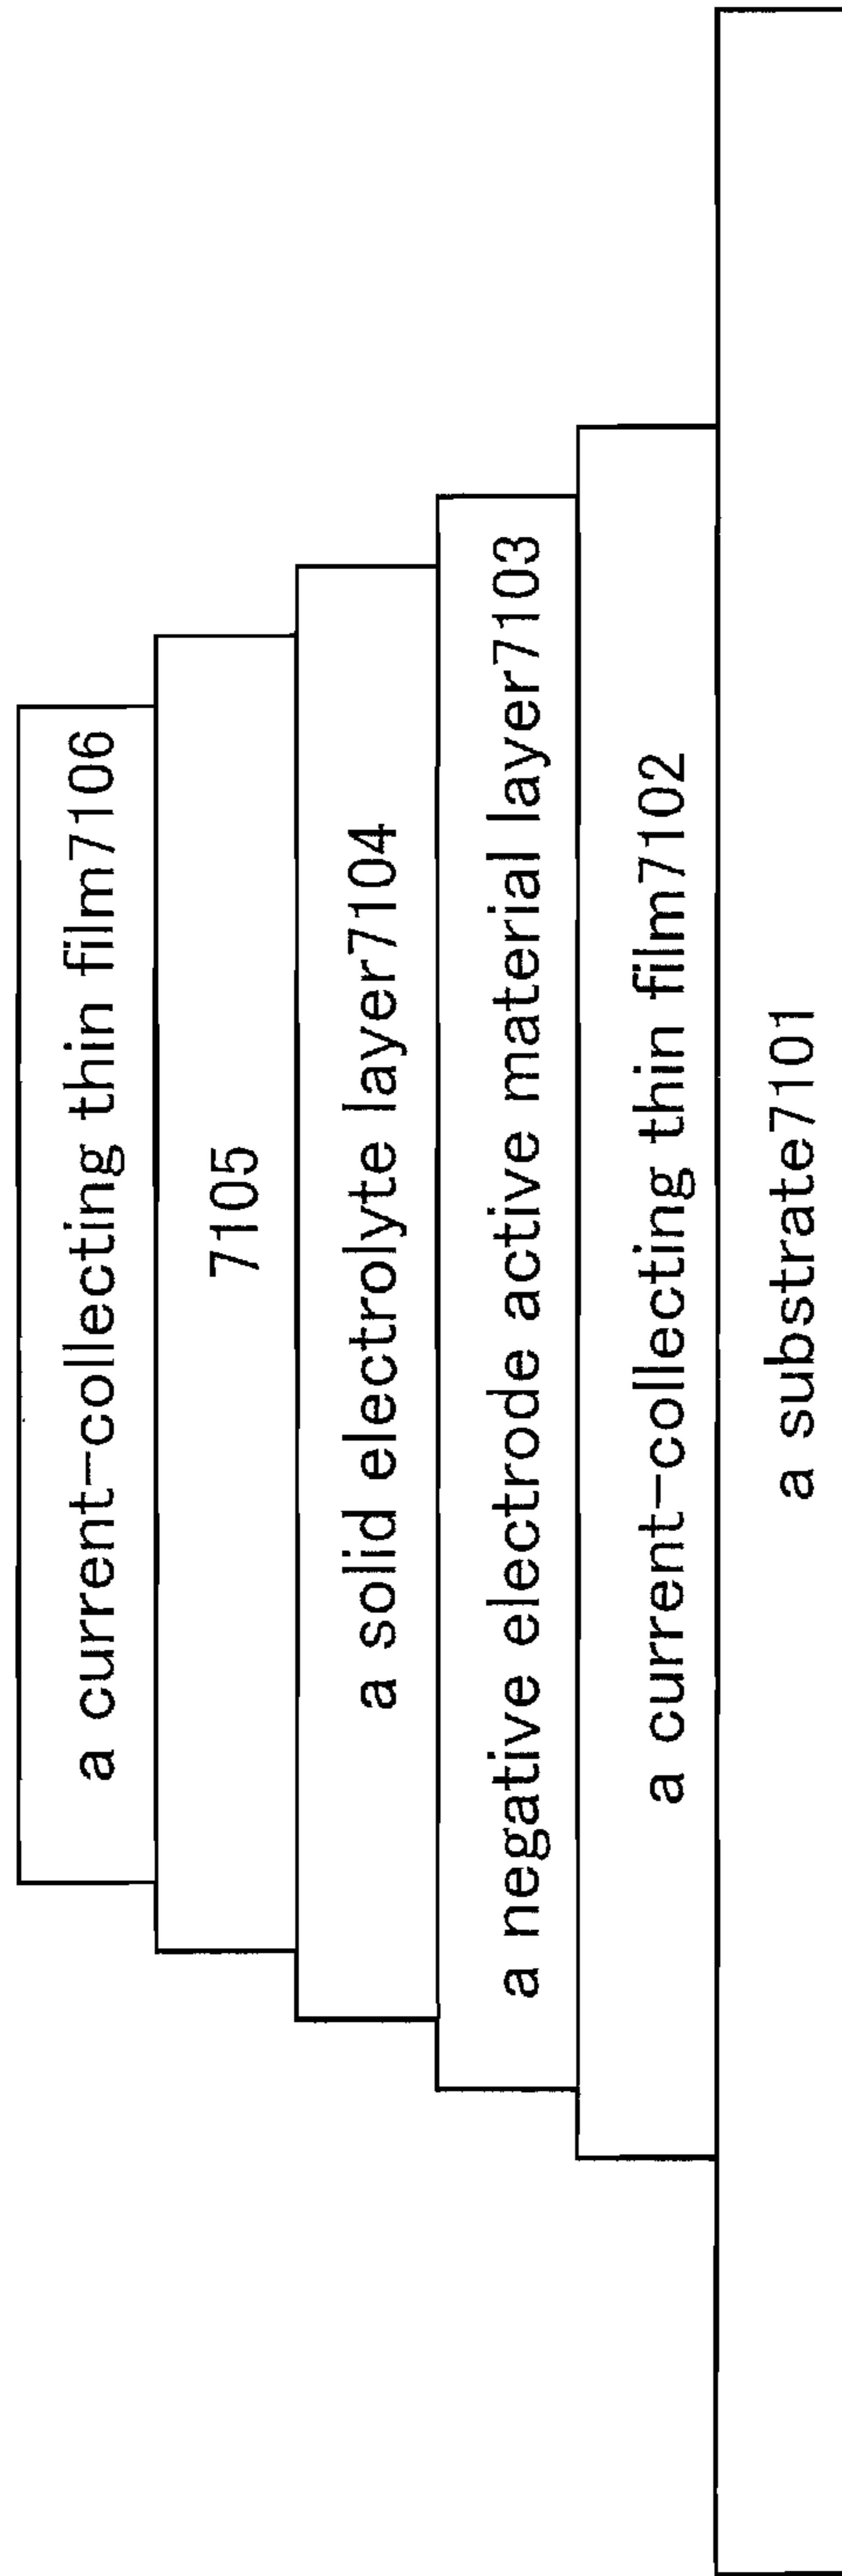 a current-collecting thin film7106
7105
a solid electrolyte layer7104
a negative electrode active material layer7103
a current-collecting thin film7102
a substrate7101